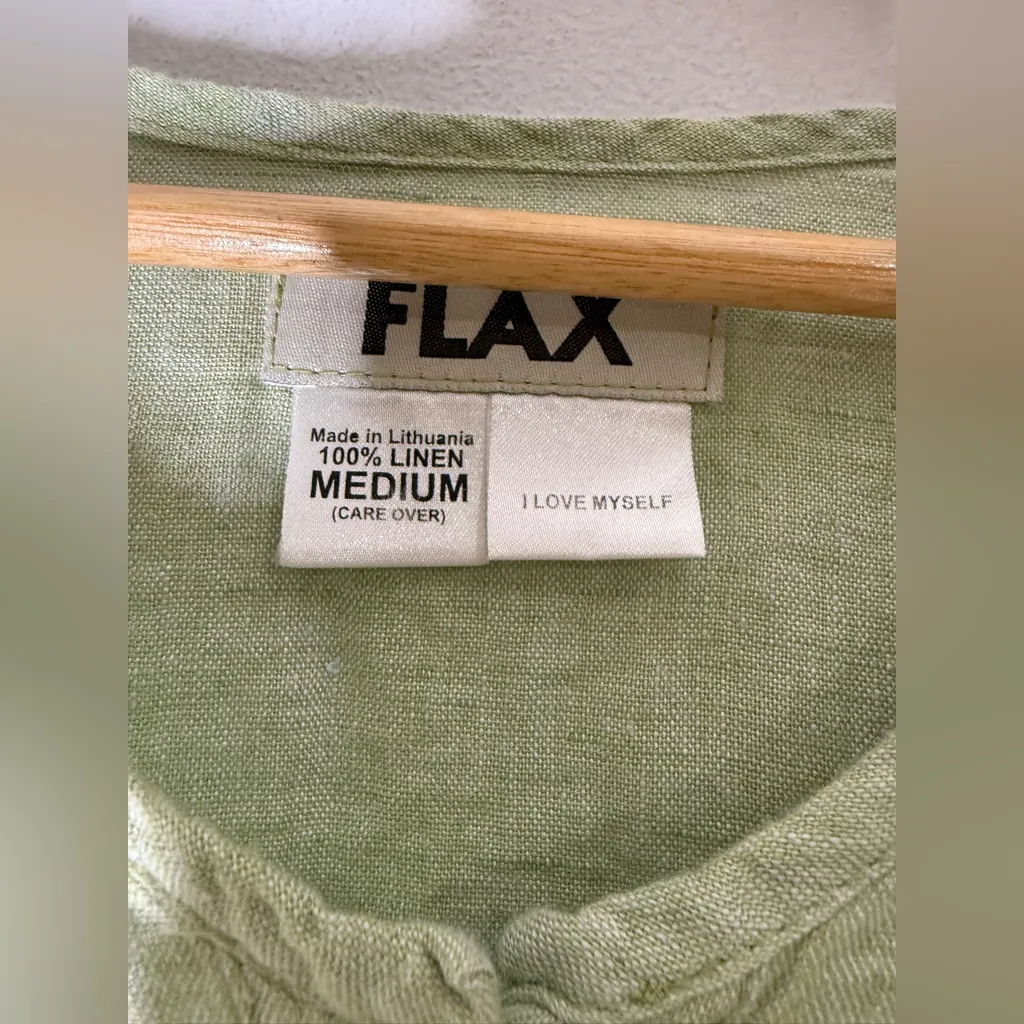 FLAX
Made in Lithuania
100% LINEN
MEDIUM
(CARE OVER)
I LOVE MYSELF